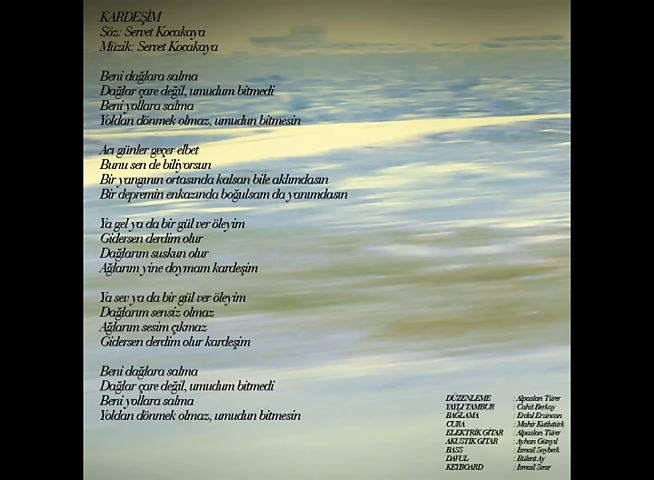 KARDEŞİM
Söz: Servet Kocakaya
Müzik: Servet Kocakaya
Beni dağlara salma
Dağlar çare değil, umudum bitmedi
Beni yollara salma
Yoldan dönmek olmaz, umudun bitmesin
Acı günler geçer elbet
Bunu sen de biliyorsun
Bir yangının ortasında kalsan bile aklımdasın
Bir depremin enkazında boğulsam da yanımdasın
Ya gel ya da bir gül ver öleyim
Gidersen derdim olur
Dağlarım suskun olur
Ağlarım yine doymam kardeşim
Ya sev ya da bir gül ver öleyim
Dağlarım sensiz olmaz
Ağlarım sesim çıkmaz
Gidersen derdim olur kardeşim
Beni dağlara salma
Dağlar çare değil, umudum bitmedi
Beni yollara salma
Yoldan dönmek olmaz, umudun bitmesin
DÜZENLEME : Alpaslan Türer
YAYLI TAMBUR : Cahit Berkay
BAĞLAMA : Erdal Erzincan
CURA : Mahir Kutlutürk
ELEKTRİK GİTAR : Alpaslan Türer
AKUSTİK GİTAR : Ayhan Günyıl
BASS : İsmail Soyberk
DAVUL : Bülent Ay
KEYBOARD : İsmail Sırar